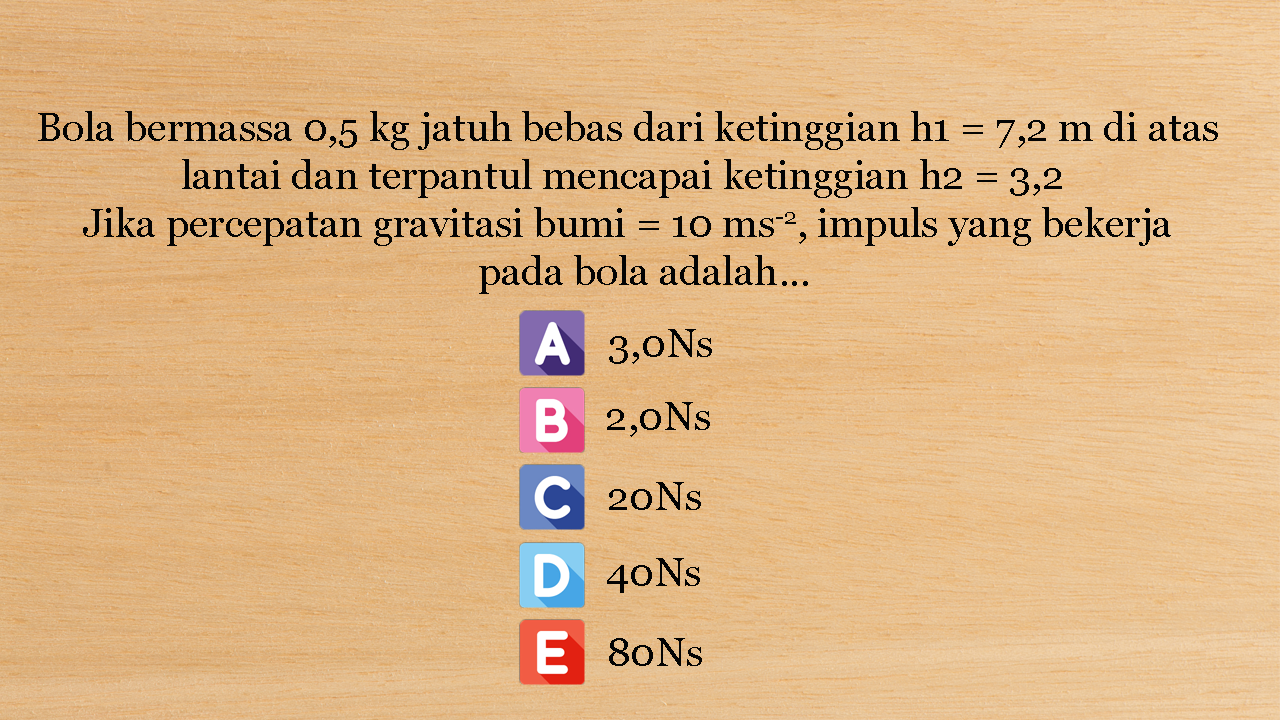 Bola bermassa 0,5 kg jatuh bebas dari ketinggian h1 = 7,2 m di atas
lantai dan terpantul mencapai ketinggian h2 = 3,2
Jika percepatan gravitasi bumi = 10 ms⁻², impuls yang bekerja
pada bola adalah...
A 3,0Ns
B 2,0Ns
C 20Ns
D 40Ns
E 80Ns